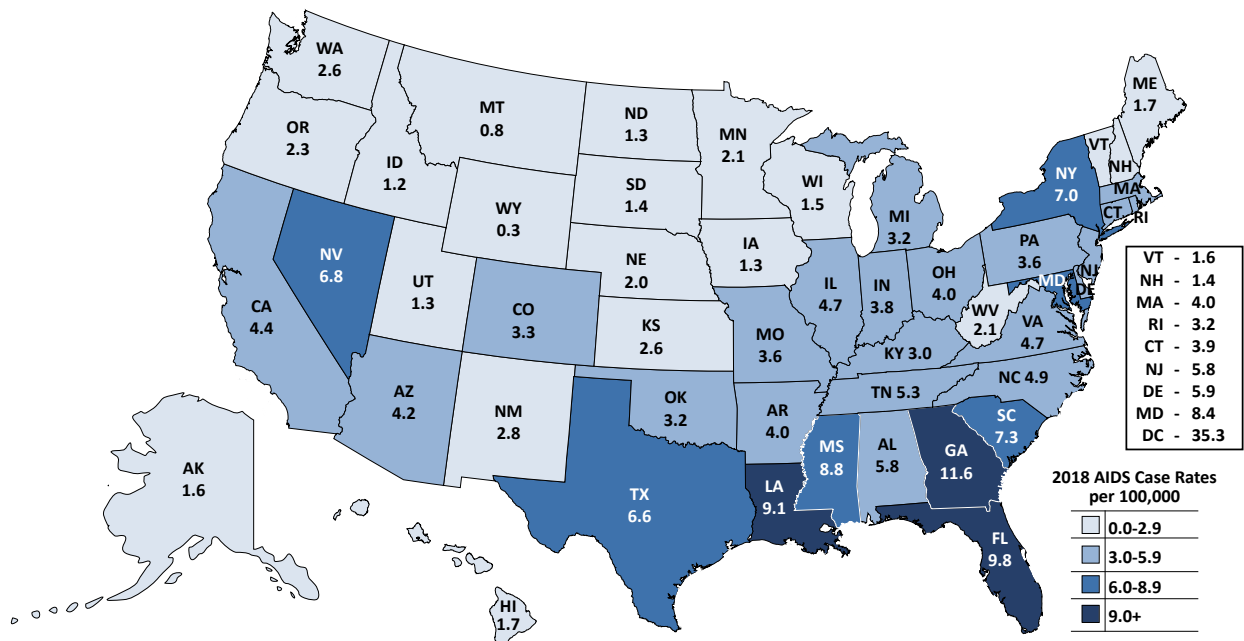 WA
2.6
MT
0.8
ND
1.3
MN
2.1
ME
1.7
OR
2.3
ID
1.2
SD
1.4
WI
1.5
VT
NH
NY
7.0
MA
CT
RI
WY
0.3
MI
3.2
IA
1.3
NE
2.0
PA
3.6
NJ
NV
6.8
UT
1.3
CO
3.3
IL
4.7
IN
3.8
OH
4.0
MD
DE
WV
2.1
VA
4.7
CA
4.4
KS
2.6
MO
3.6
KY 3.0
AZ
4.2
NM
2.8
OK
3.2
AR
4.0
TN 5.3
NC 4.9
SC
7.3
MS
8.8
AL
5.8
GA
11.6
TX
6.6
LA
9.1
FL
9.8
AK
1.6
HI
1.7
VT - 1.6
NH - 1.4
MA - 4.0
RI - 3.2
CT - 3.9
NJ - 5.8
DE - 5.9
MD - 8.4
DC - 35.3
2018 AIDS Case Rates
per 100,000
0.0-2.9
3.0-5.9
6.0-8.9
9.0+